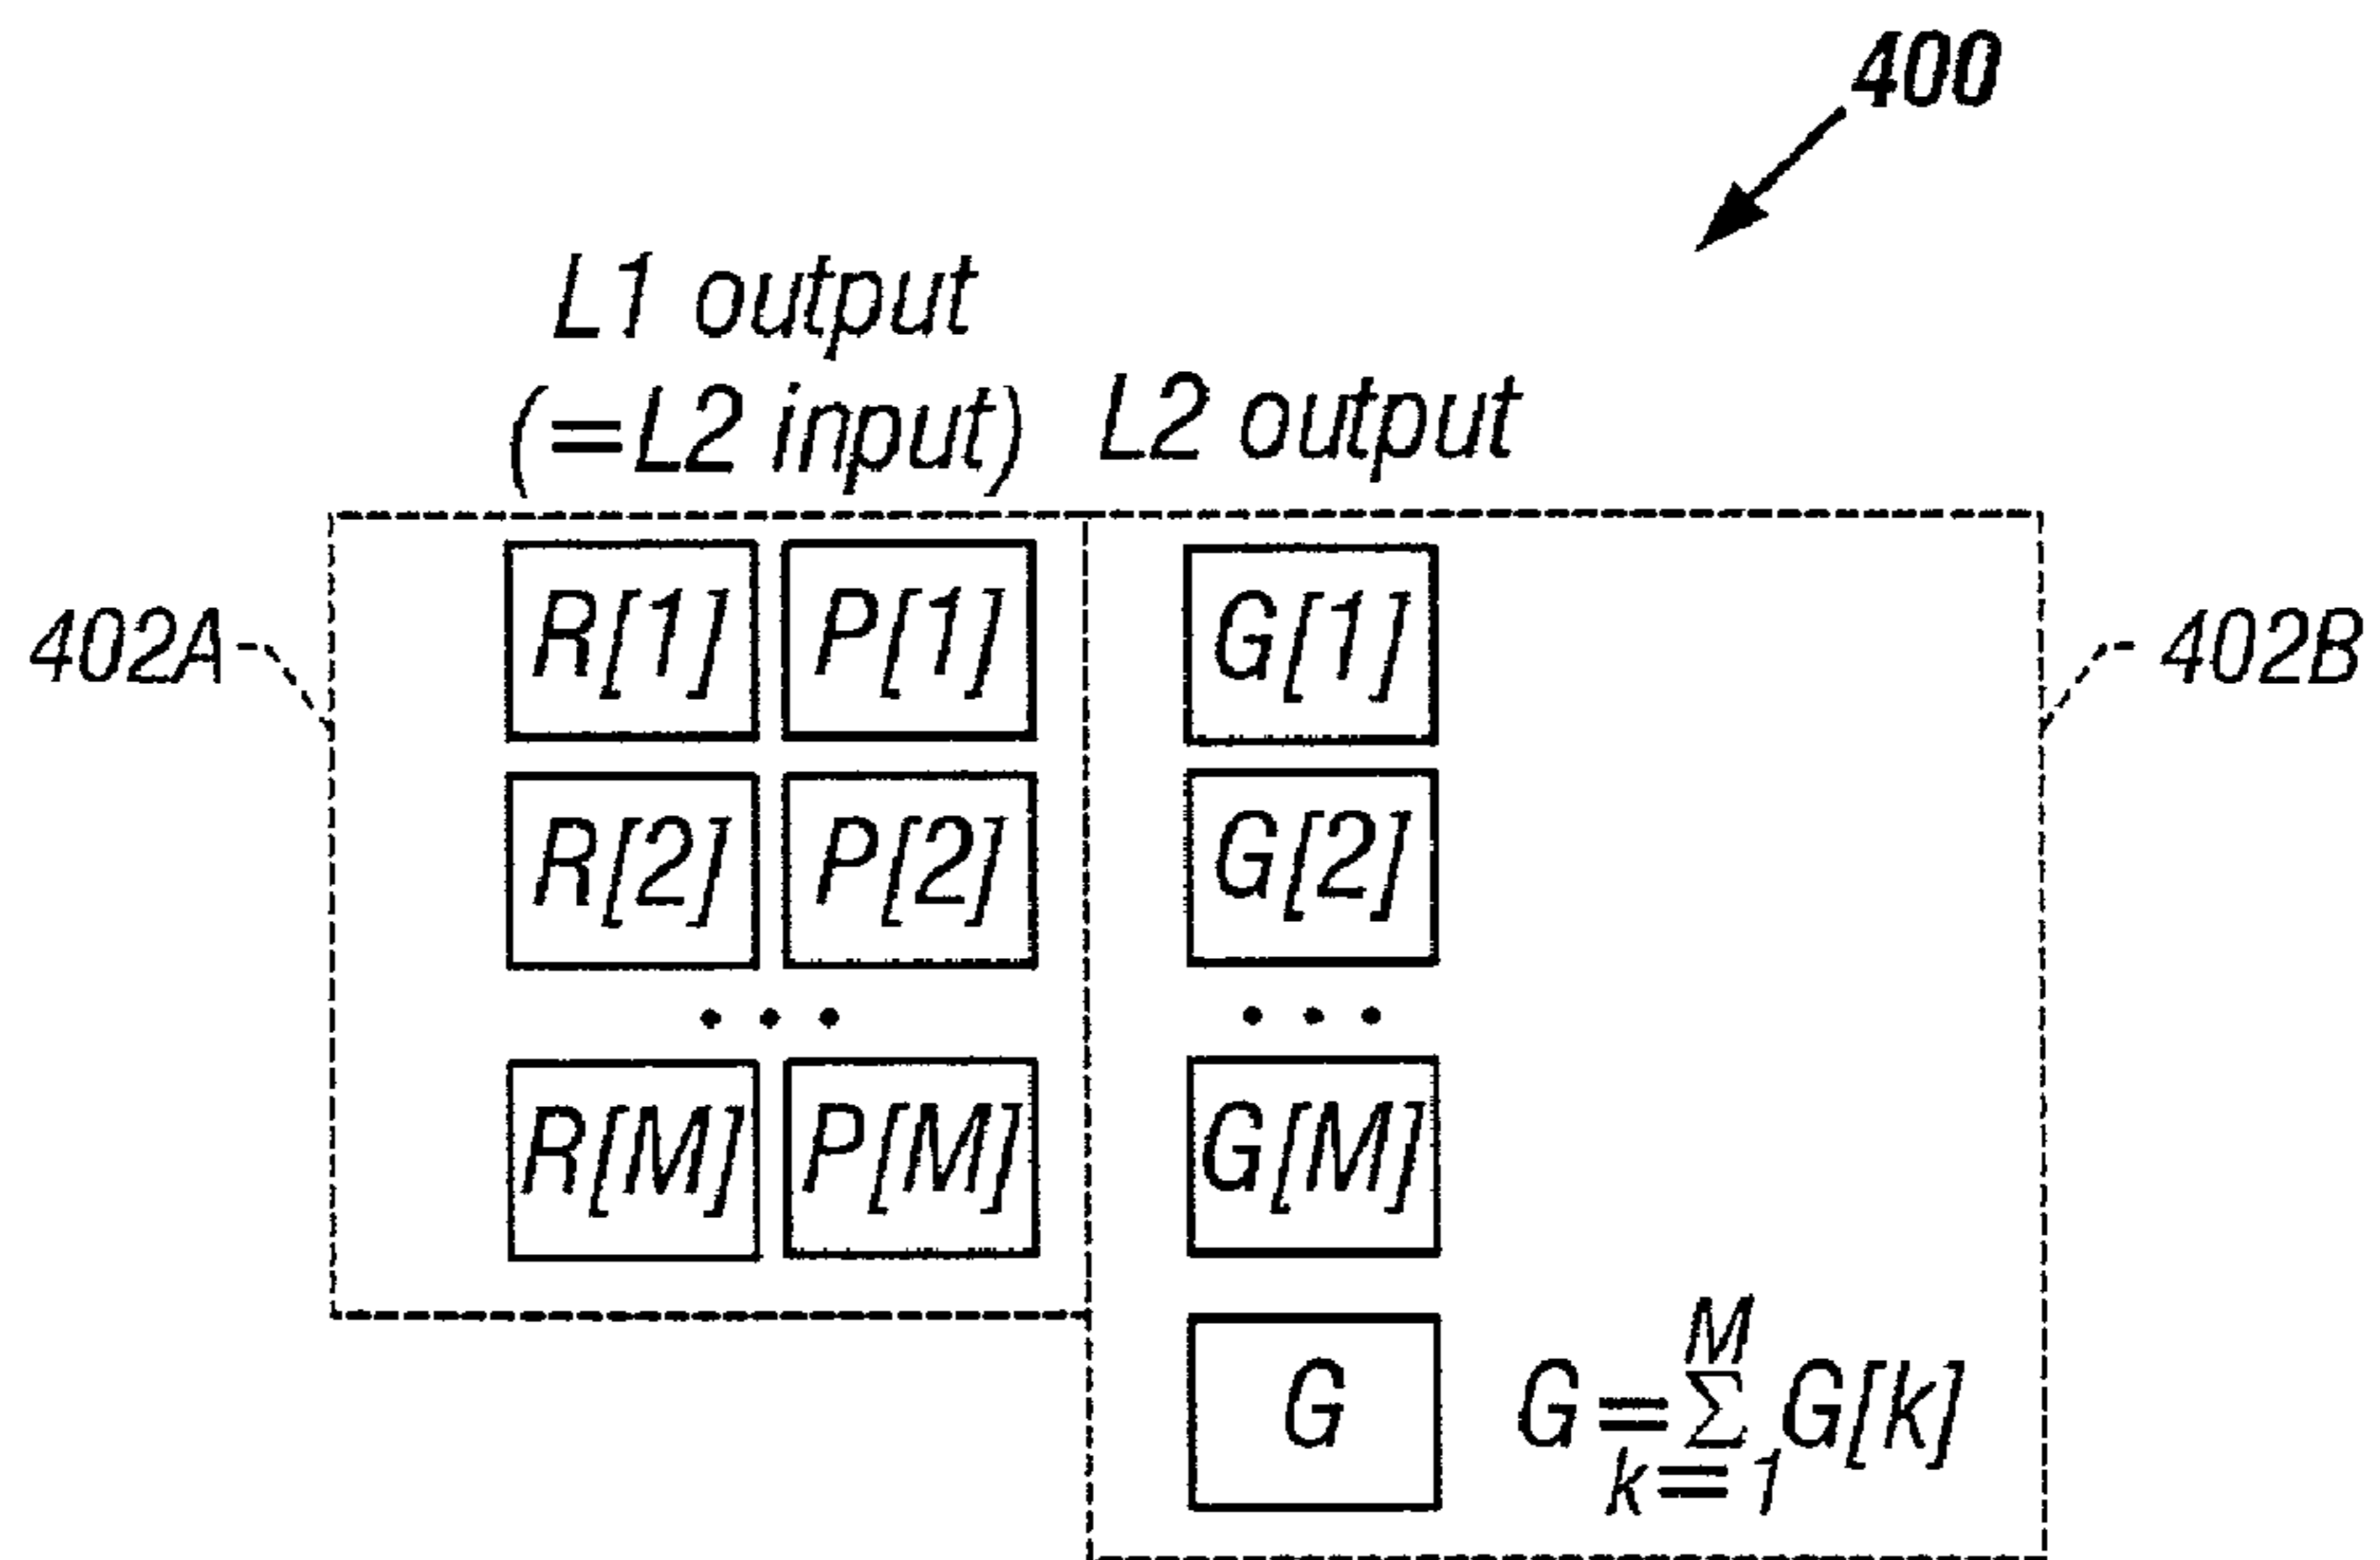 400
L1 output
(=L2 input)
L2 output
402A
R[1] P[1] G[1]
402B
R[2] P[2] G[2]
... ...
R[M] P[M] G[M]
G
M
G=Σ G[k]
k=1